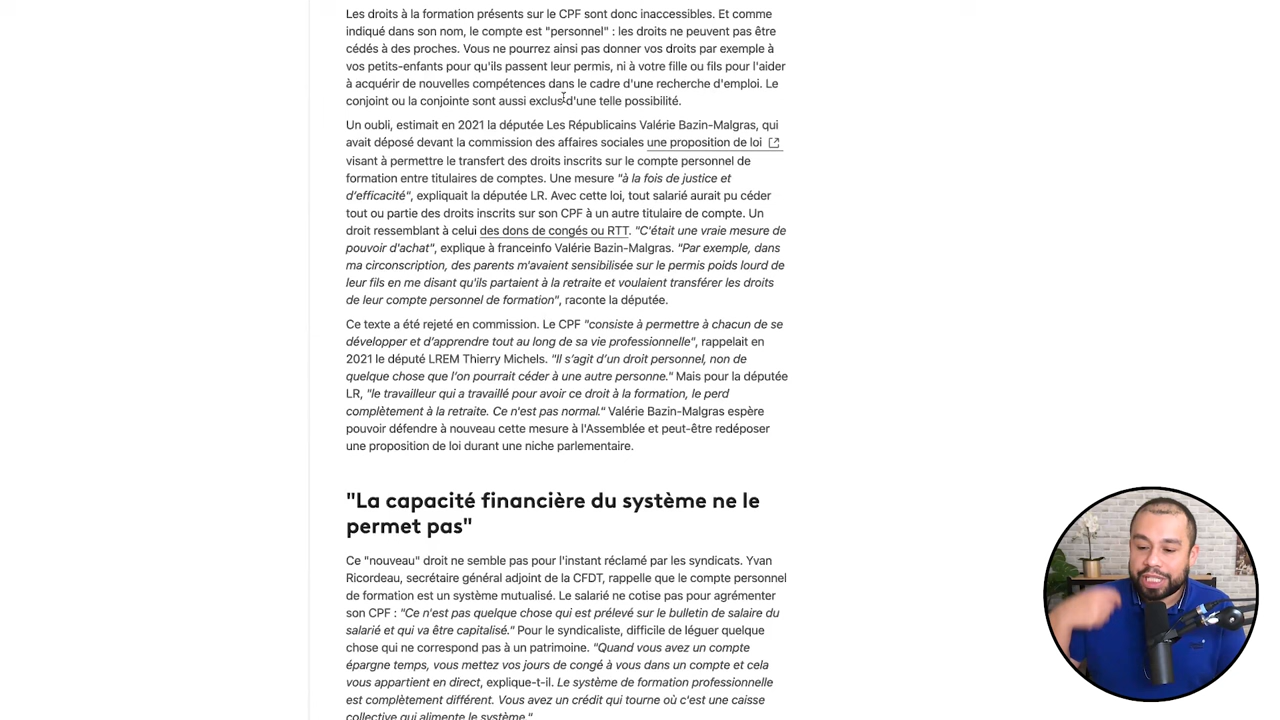 Les droits à la formation présents sur le CPF sont donc inaccessibles. Et comme
indiqué dans son nom, le compte est "personnel" : les droits ne peuvent pas être
cédés à des proches. Vous ne pourrez ainsi pas donner vos droits par exemple à
vos petits-enfants pour qu'ils passent leur permis, ni à votre fille ou fils pour l'aider
à acquérir de nouvelles compétences dans le cadre d'une recherche d'emploi. Le
conjoint ou la conjointe sont aussi exclus d'une telle possibilité.
Un oubli, estimait en 2021 la députée Les Républicains Valérie Bazin-Malgras, qui
avait déposé devant la commission des affaires sociales une proposition de loi
visant à permettre le transfert des droits inscrits sur le compte personnel de
formation entre titulaires de comptes. Une mesure "à la fois de justice et
d'efficacité", expliquait la députée LR. Avec cette loi, tout salarié aurait pu céder
tout ou partie des droits inscrits sur son CPF à un autre titulaire de compte. Un
droit ressemblant à celui des dons de congés ou RTT. "C'était une vraie mesure de
pouvoir d'achat", explique à franceinfo Valérie Bazin-Malgras. "Par exemple, dans
ma circonscription, des parents m'avaient sensibilisée sur le permis poids lourd de
leur fils en me disant qu'ils partaient à la retraite et voulaient transférer les droits
de leur compte personnel de formation", raconte la députée.
Ce texte a été rejeté en commission. Le CPF "consiste à permettre à chacun de se
développer et d'apprendre tout au long de sa vie professionnelle", rappelait en
2021 le député LREM Thierry Michels. "Il s'agit d'un droit personnel, non de
quelque chose que l'on pourrait céder à une autre personne." Mais pour la députée
LR, "le travailleur qui a travaillé pour avoir ce droit à la formation, le perd
complètement à la retraite. Ce n'est pas normal." Valérie Bazin-Malgras espère
pouvoir défendre à nouveau cette mesure à l'Assemblée et peut-être redéposer
une proposition de loi durant une niche parlementaire.
"La capacité financière du système ne le
permet pas"
Ce "nouveau" droit ne semble pas pour l'instant réclamé par les syndicats. Yvan
Ricordeau, secrétaire général adjoint de la CFDT, rappelle que le compte personnel
de formation est un système mutualisé. Le salarié ne cotise pas pour agrémenter
son CPF : "Ce n'est pas quelque chose qui est prélevé sur le bulletin de salaire du
salarié et qui va être capitalisé." Pour le syndicaliste, difficile de léguer quelque
chose qui ne correspond pas à un patrimoine. "Quand vous avez un compte
épargne temps, vous mettez vos jours de congé à vous dans un compte et cela
vous appartient en direct, explique-t-il. Le système de formation professionnelle
est complètement différent. Vous avez un crédit qui tourne où c'est une caisse
collective qui alimente le système."